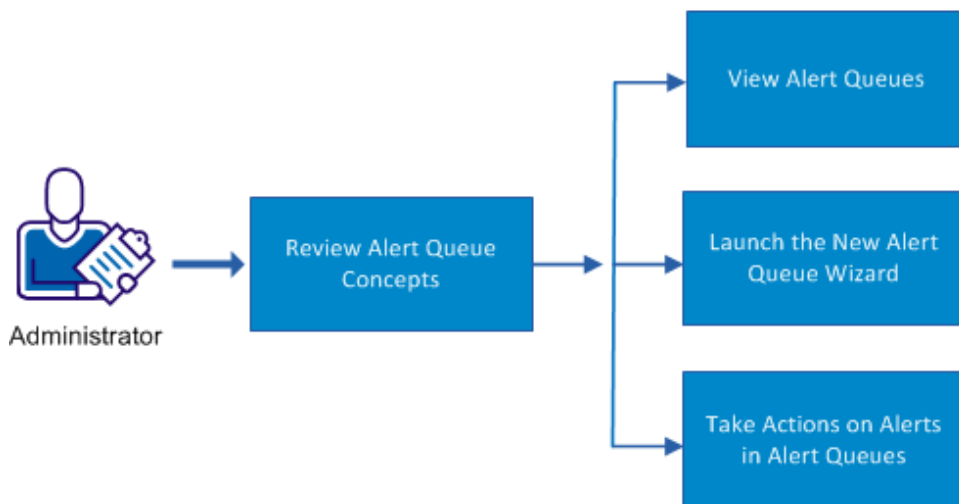 Administrator
Review Alert Queue
Concepts
View Alert Queues
Launch the New Alert
Queue Wizard
Take Actions on Alerts
in Alert Queues